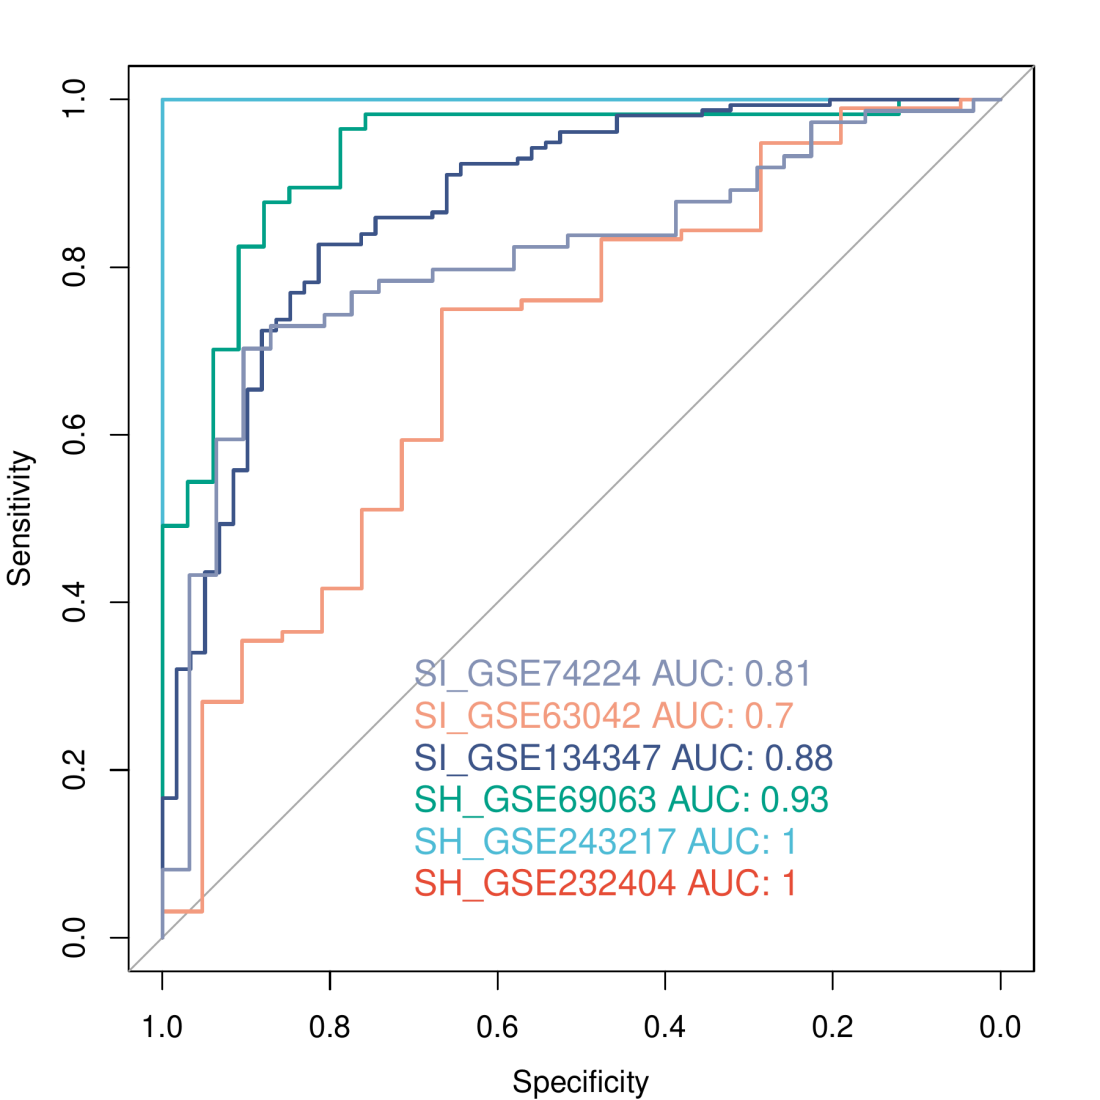 1.0
0.8
0.6
0.4
0.2
0.0
Sensitivity
SI_GSE74224 AUC: 0.81
SI_GSE63042 AUC: 0.7
SI_GSE134347 AUC: 0.88
SH_GSE69063 AUC: 0.93
SH_GSE243217 AUC: 1
SH_GSE232404 AUC: 1
1.0 0.8 0.6 0.4 0.2 0.0
Specificity